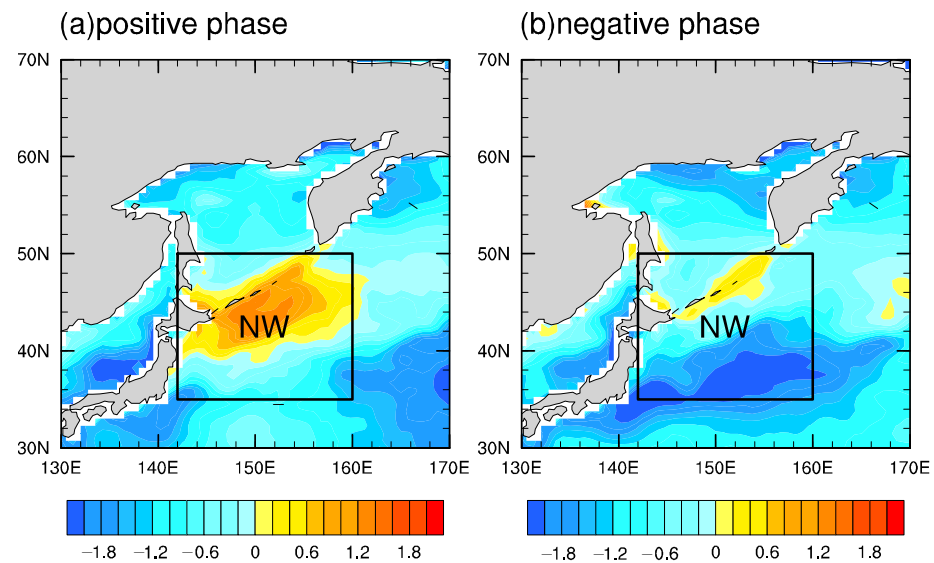 (a)positive phase
(b)negative phase
70N
60N
50N
40N
30N
130E 140E 150E 160E 170E
NW
70N
60N
50N
40N
30N
130E 140E 150E 160E 170E
NW
−1.8 −1.2 −0.6 0 0.6 1.2 1.8
−1.8 −1.2 −0.6 0 0.6 1.2 1.8